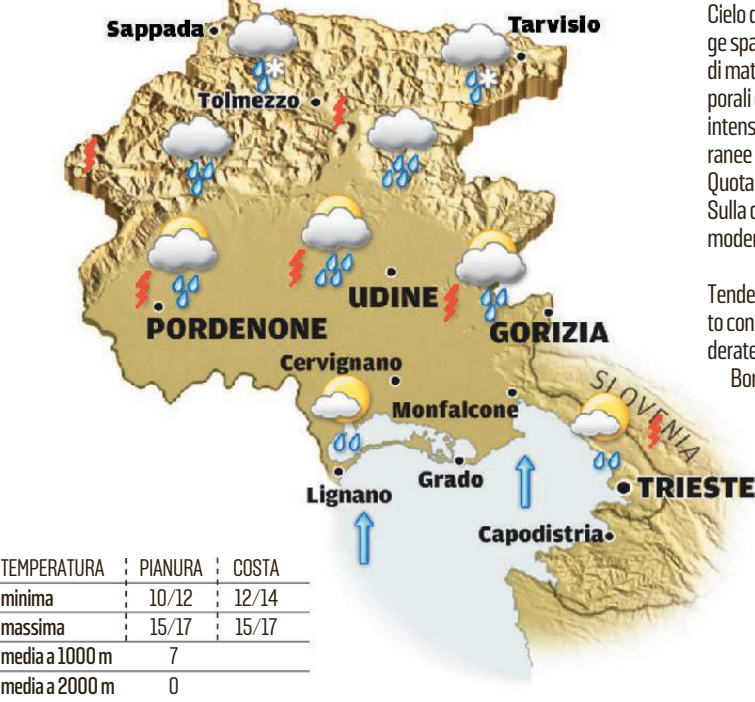 Sappada
Tarvisio
Tolmezzo
UDINE
PORDENONE
GORIZIA
Cervignano
SLOVENIA
Monfalcone
Grado
Lignano
TRIESTE
Capodistria
TEMPERATURA PIANURA COSTA
minima 10/12 12/14
massima 15/17 15/17
media a 1000 m 7
media a 2000 m 0
Cielo
ge
di
porali
intens
ranee
Quota
Sulla
moder
Tende
to con
derate
Bor